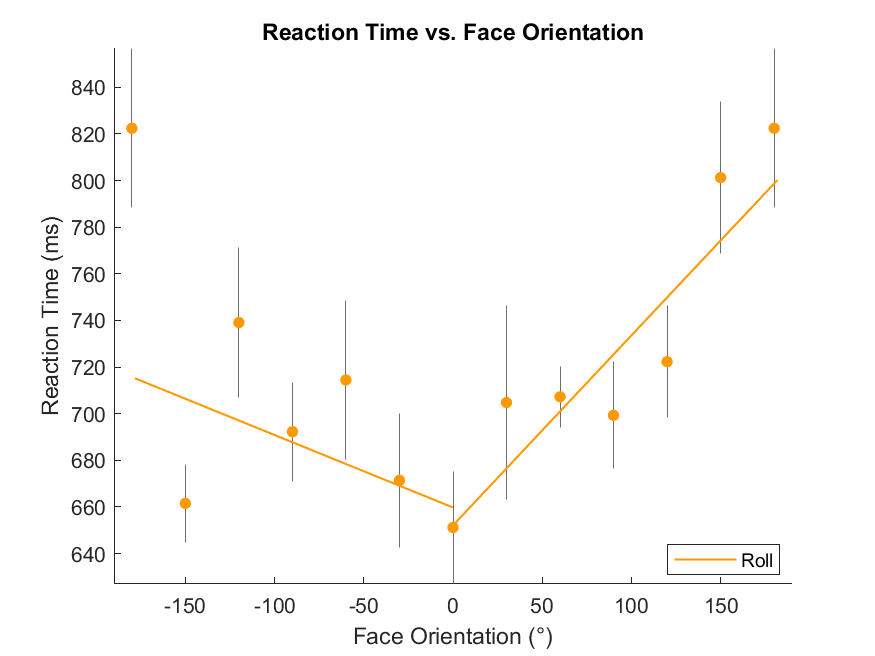 Reaction Time vs. Face Orientation
Reaction Time (ms)
840
820
800
780
760
740
720
700
680
660
640
-150 -100 -50 0 50 100 150
Face Orientation (°)
Roll